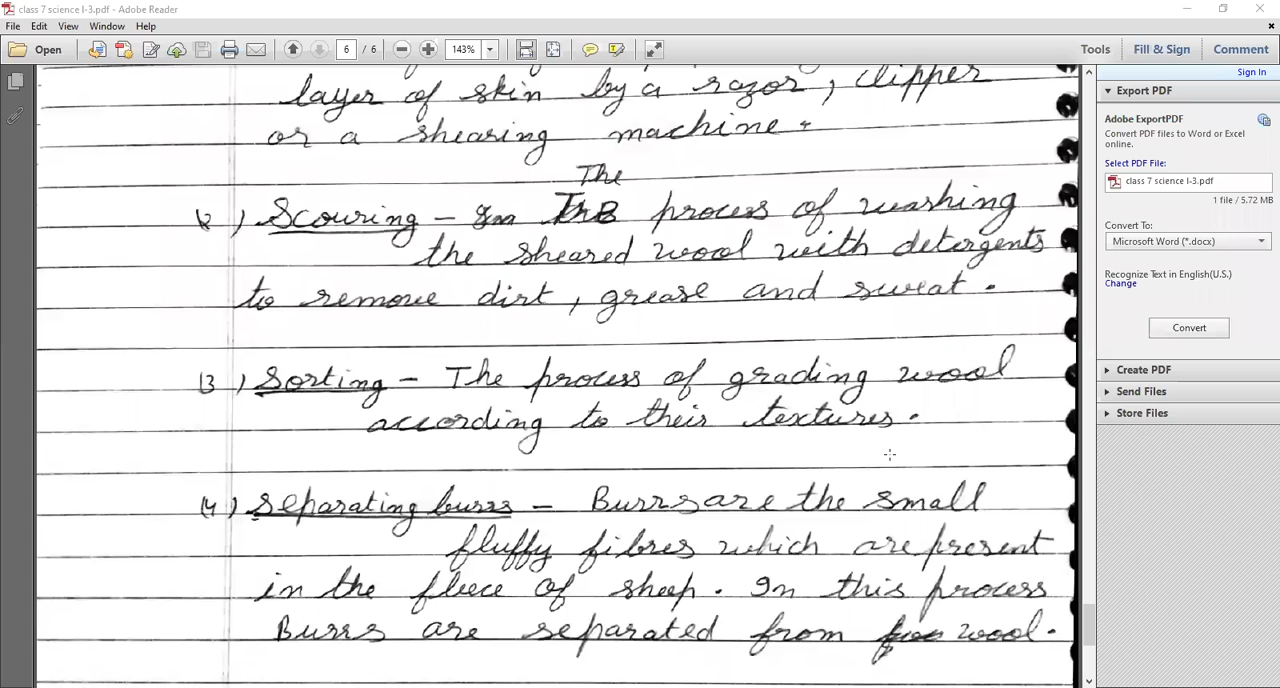 class 7 science I-3.pdf - Adobe Reader
File Edit View Window Help
Open 6 / 6 143% Tools Fill & Sign Comment
Sign In
Export PDF
Adobe ExportPDF
Convert PDF files to Word or Excel
online.
Select PDF File:
class 7 science I-3.pdf
1 file / 5.72 MB
Convert To:
Microsoft Word (*.docx)
Recognize Text in English(U.S.)
Change
Convert
Create PDF
Send Files
Store Files
layer of skin by a razor, clipper
or a shearing machine.
The
(2) Scouring - process of washing
the sheared wool with detergents
to remove dirt, grease and sweat.
(3) Sorting - The process of grading wool
according to their textures.
(4) Separating burrs - Burrs are the small
fluffy fibres which are present
in the fleece of sheep. In this process
Burrs are separated from wool.